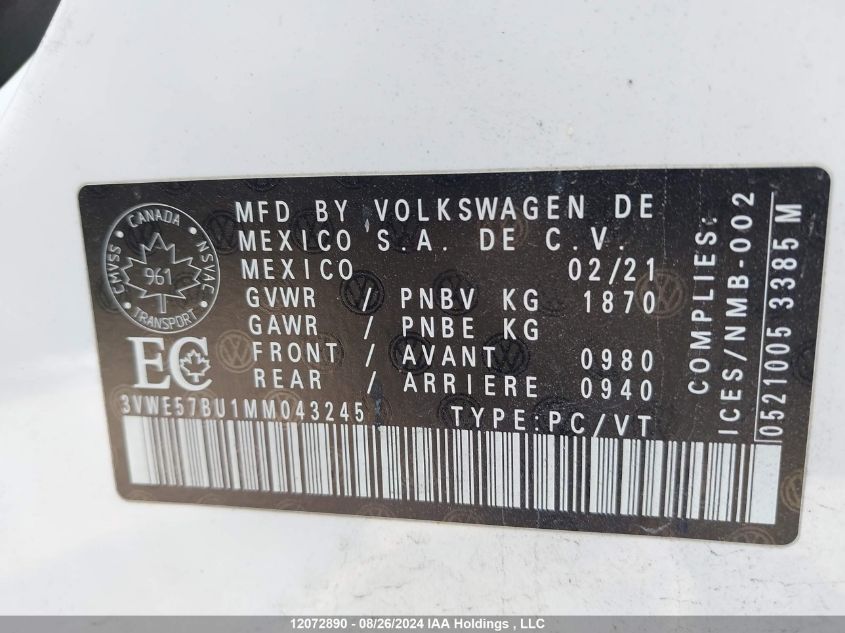 CANADA
CMVSS
NSVAC
961
TRANSPORT
EC
MFD BY VOLKSWAGEN DE
MEXICO S.A. DE C.V.
MEXICO 02/21
GVWR / PNBV KG 1870
GAWR / PNBE KG
FRONT / AVANT 0980
REAR / ARRIERE 0940
3VWE57BU1MM043245 TYPE:PC/VT
COMPLIES:
ICES/NMB-002
0521005 3385 M
12072890 - 08/26/2024 IAA Holdings , LLC